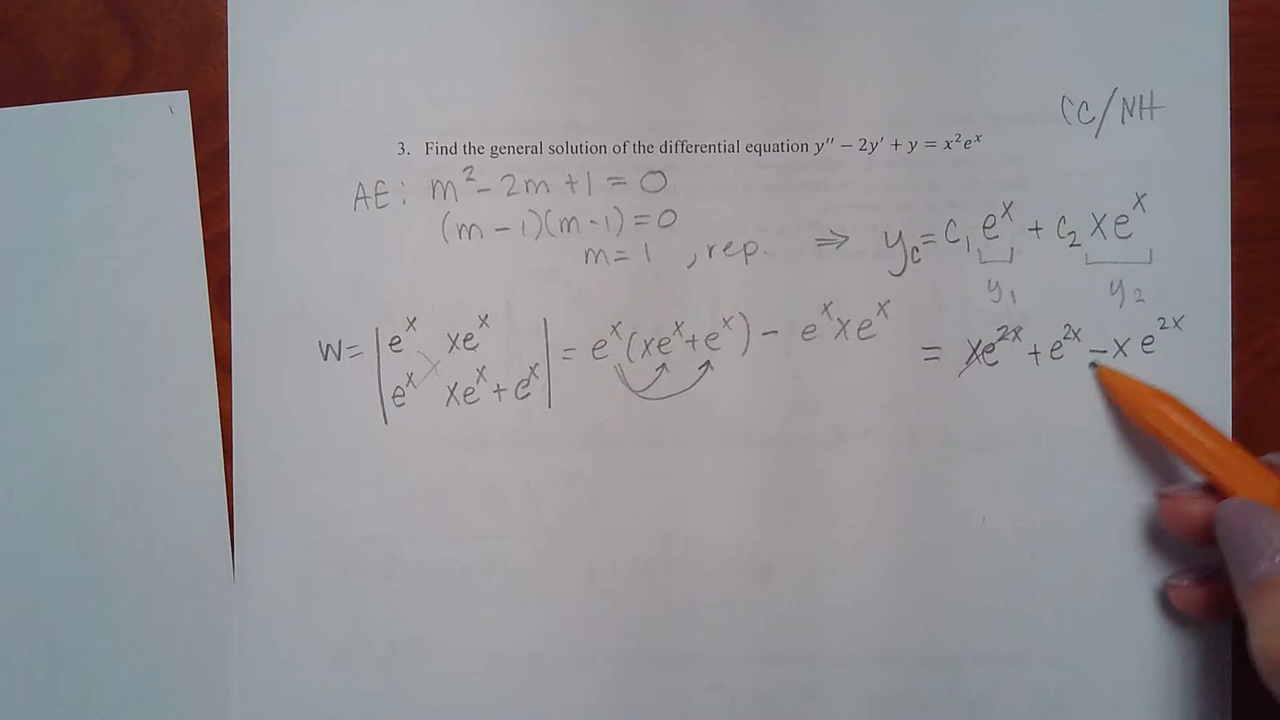 CC/NH
3. Find the general solution of the differential equation y″ − 2y′ + y = x²eˣ
AE: m² - 2m + 1 = 0
(m - 1)(m - 1) = 0
m = 1 , rep. ⇒ y_c = c₁eˣ + c₂xeˣ
y₁ y₂
W = | eˣ xeˣ | = eˣ(xeˣ + eˣ) - eˣxeˣ = xe²ˣ + e²ˣ - xe²ˣ
| eˣ xeˣ + eˣ |